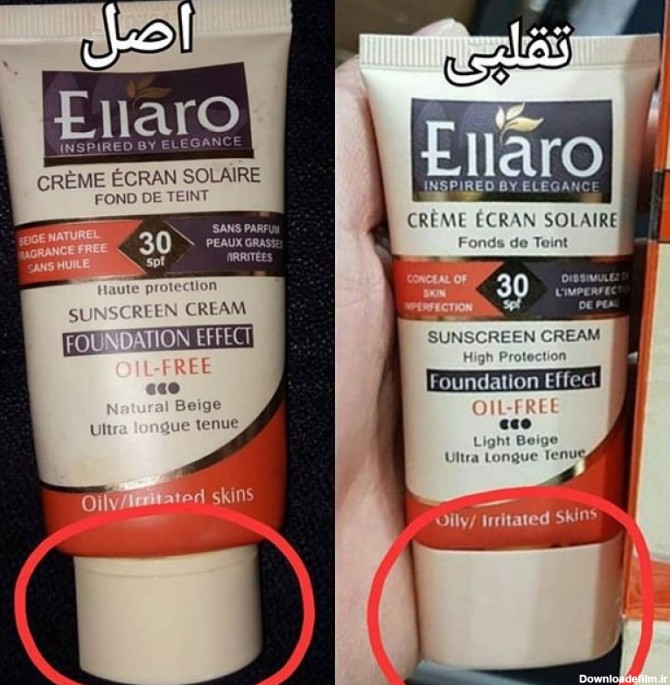 اصل
Ellaro
INSPIRED BY ELEGANCE
CRÈME ÉCRAN SOLAIRE
FOND DE TEINT
BEIGE NATUREL
FRAGRANCE FREE
SANS HUILE
30
spf
SANS PARFUM
PEAUX GRASSES
/IRRITÉES
Haute protection
SUNSCREEN CREAM
FOUNDATION EFFECT
OIL-FREE
Natural Beige
Ultra longue tenue
Oily/Irritated skins
تقلبی
Ellaro
INSPIRED BY ELEGANCE
CRÈME ÉCRAN SOLAIRE
Fonds de Teint
CONCEAL OF
SKIN
IMPERFECTION
30
spf
DISSIMULEZ DE
L'IMPERFECTION
DE PEAU
SUNSCREEN CREAM
High Protection
Foundation Effect
OIL-FREE
Light Beige
Ultra Longue Tenue
Oily/ Irritated Skins
Downloadefilm.ir